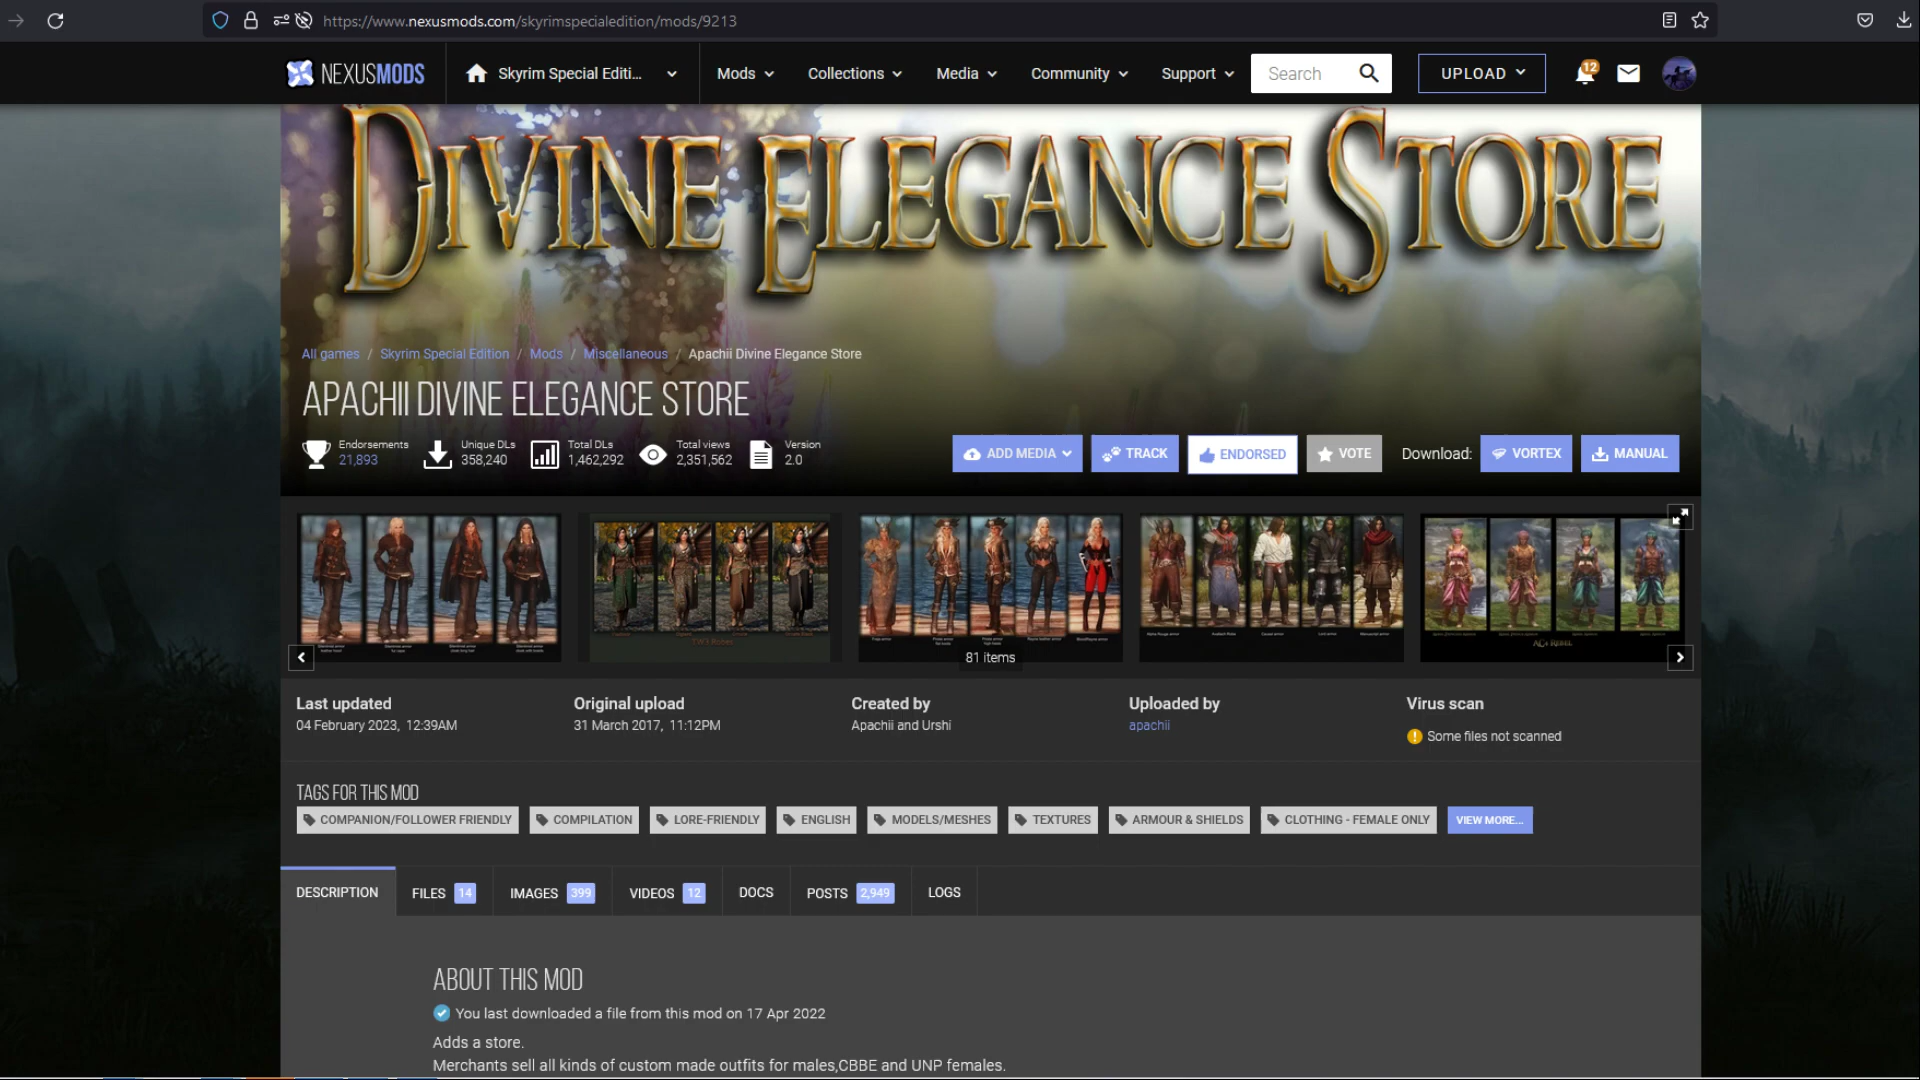 https://www.nexusmods.com/skyrimspecialedition/mods/9213
NEXUSMODS
Skyrim Special Editi...
Mods
Collections
Media
Community
Support
Search
UPLOAD
12
DIVINE ELEGANCE STORE
All games / Skyrim Special Edition / Mods / Miscellaneous / Apachii Divine Elegance Store
APACHII DIVINE ELEGANCE STORE
Endorsements
21,893
Unique DLs
358,240
Total DLs
1,462,292
Total views
2,351,562
Version
2.0
ADD MEDIA
TRACK
ENDORSED
VOTE
Download:
VORTEX
MANUAL
TW3 Robes
AC4 REBEL
81 items
Last updated
04 February 2023, 12:39AM
Original upload
31 March 2017, 11:12PM
Created by
Apachii and Urshi
Uploaded by
apachii
Virus scan
Some files not scanned
TAGS FOR THIS MOD
COMPANION/FOLLOWER FRIENDLY
COMPILATION
LORE-FRIENDLY
ENGLISH
MODELS/MESHES
TEXTURES
ARMOUR & SHIELDS
CLOTHING - FEMALE ONLY
VIEW MORE...
DESCRIPTION
FILES 14
IMAGES 399
VIDEOS 12
DOCS
POSTS 2,949
LOGS
ABOUT THIS MOD
You last downloaded a file from this mod on 17 Apr 2022
Adds a store.
Merchants sell all kinds of custom made outfits for males,CBBE and UNP females.